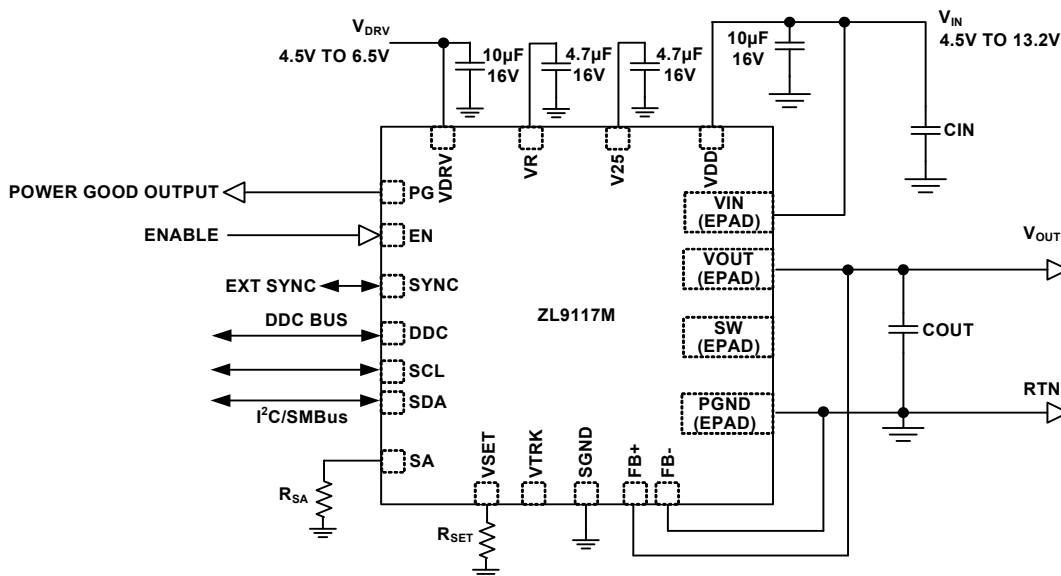 VDRV
4.5V TO 6.5V
10µF
16V
4.7µF
16V
4.7µF
16V
10µF
16V
VIN
4.5V TO 13.2V
CIN
VDRV
VR
V25
VDD
POWER GOOD OUTPUT
PG
ENABLE
EN
EXT SYNC
SYNC
DDC BUS
DDC
SCL
SDA
I²C/SMBus
SA
RSA
ZL9117M
VIN
(EPAD)
VOUT
(EPAD)
SW
(EPAD)
PGND
(EPAD)
VOUT
COUT
RTN
VSET
VTRK
SGND
FB+
FB-
RSET